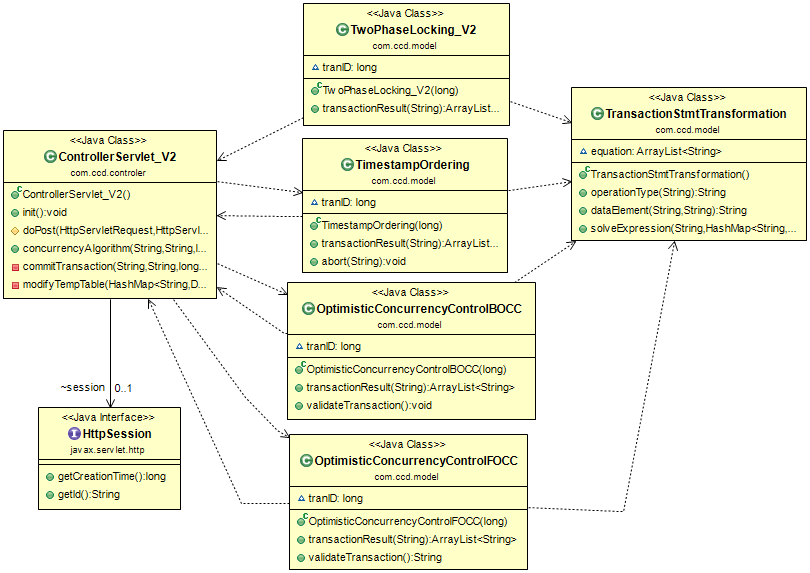 <<Java Class>>
TwoPhaseLocking_V2
com.ccd.model
tranID: long
TwoPhaseLocking_V2(long)
transactionResult(String):ArrayList...
<<Java Class>>
TransactionStmtTransformation
com.ccd.model
equation: ArrayList<String>
TransactionStmtTransformation()
operationType(String):String
dataElement(String,String):String
solveExpression(String,HashMap<String,...
<<Java Class>>
ControllerServlet_V2
com.ccd.controler
ControllerServlet_V2()
init():void
doPost(HttpServletRequest,HttpServl...
concurrencyAlgorithm(String,String,l...
commitTransaction(String,String,long...
modifyTempTable(HashMap<String,D...
<<Java Class>>
TimestampOrdering
com.ccd.model
tranID: long
TimestampOrdering(long)
transactionResult(String):ArrayList...
abort(String):void
<<Java Class>>
OptimisticConcurrencyControlBOCC
com.ccd.model
tranID: long
OptimisticConcurrencyControlBOCC(long)
transactionResult(String):ArrayList<String>
validateTransaction():void
~session
0..1
<<Java Interface>>
HttpSession
javax.servlet.http
getCreationTime():long
getId():String
<<Java Class>>
OptimisticConcurrencyControlFOCC
com.ccd.model
tranID: long
OptimisticConcurrencyControlFOCC(long)
transactionResult(String):ArrayList<String>
validateTransaction():String